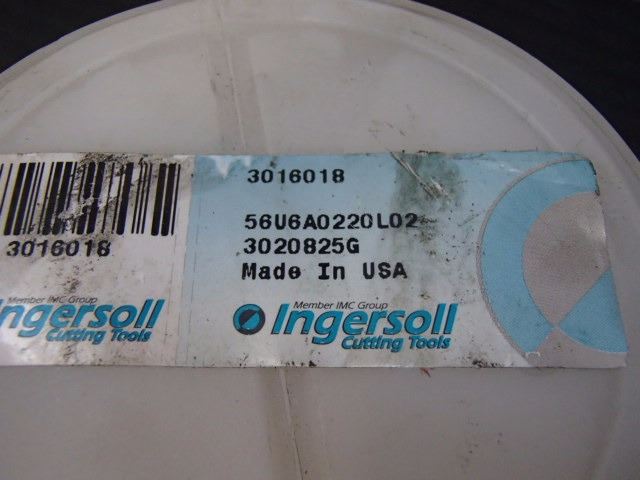 3016018
Member IMC Group
Ingersoll
Cutting Tools
3016018
56U6A0220L02
3020825G
Made In USA
Member IMC Group
Ingersoll
Cutting Tools